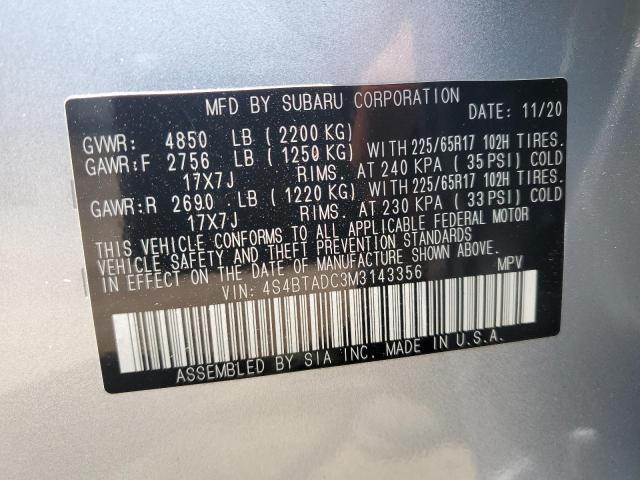 MFD BY SUBARU CORPORATION DATE: 11/20
GVWR: 4850 LB (2200 KG)
GAWR:F 2756 LB (1250 KG) WITH 225/65R17 102H TIRES.
17X7J RIMS. AT 240 KPA (35 PSI) COLD
GAWR:R 2690 LB (1220 KG) WITH 225/65R17 102H TIRES.
17X7J RIMS. AT 230 KPA (33 PSI) COLD
THIS VEHICLE CONFORMS TO ALL APPLICABLE FEDERAL MOTOR
VEHICLE SAFETY AND THEFT PREVENTION STANDARDS
IN EFFECT ON THE DATE OF MANUFACTURE SHOWN ABOVE.
VIN: 4S4BTADC3M3143356 MPV
ASSEMBLED BY SIA INC. MADE IN U.S.A.